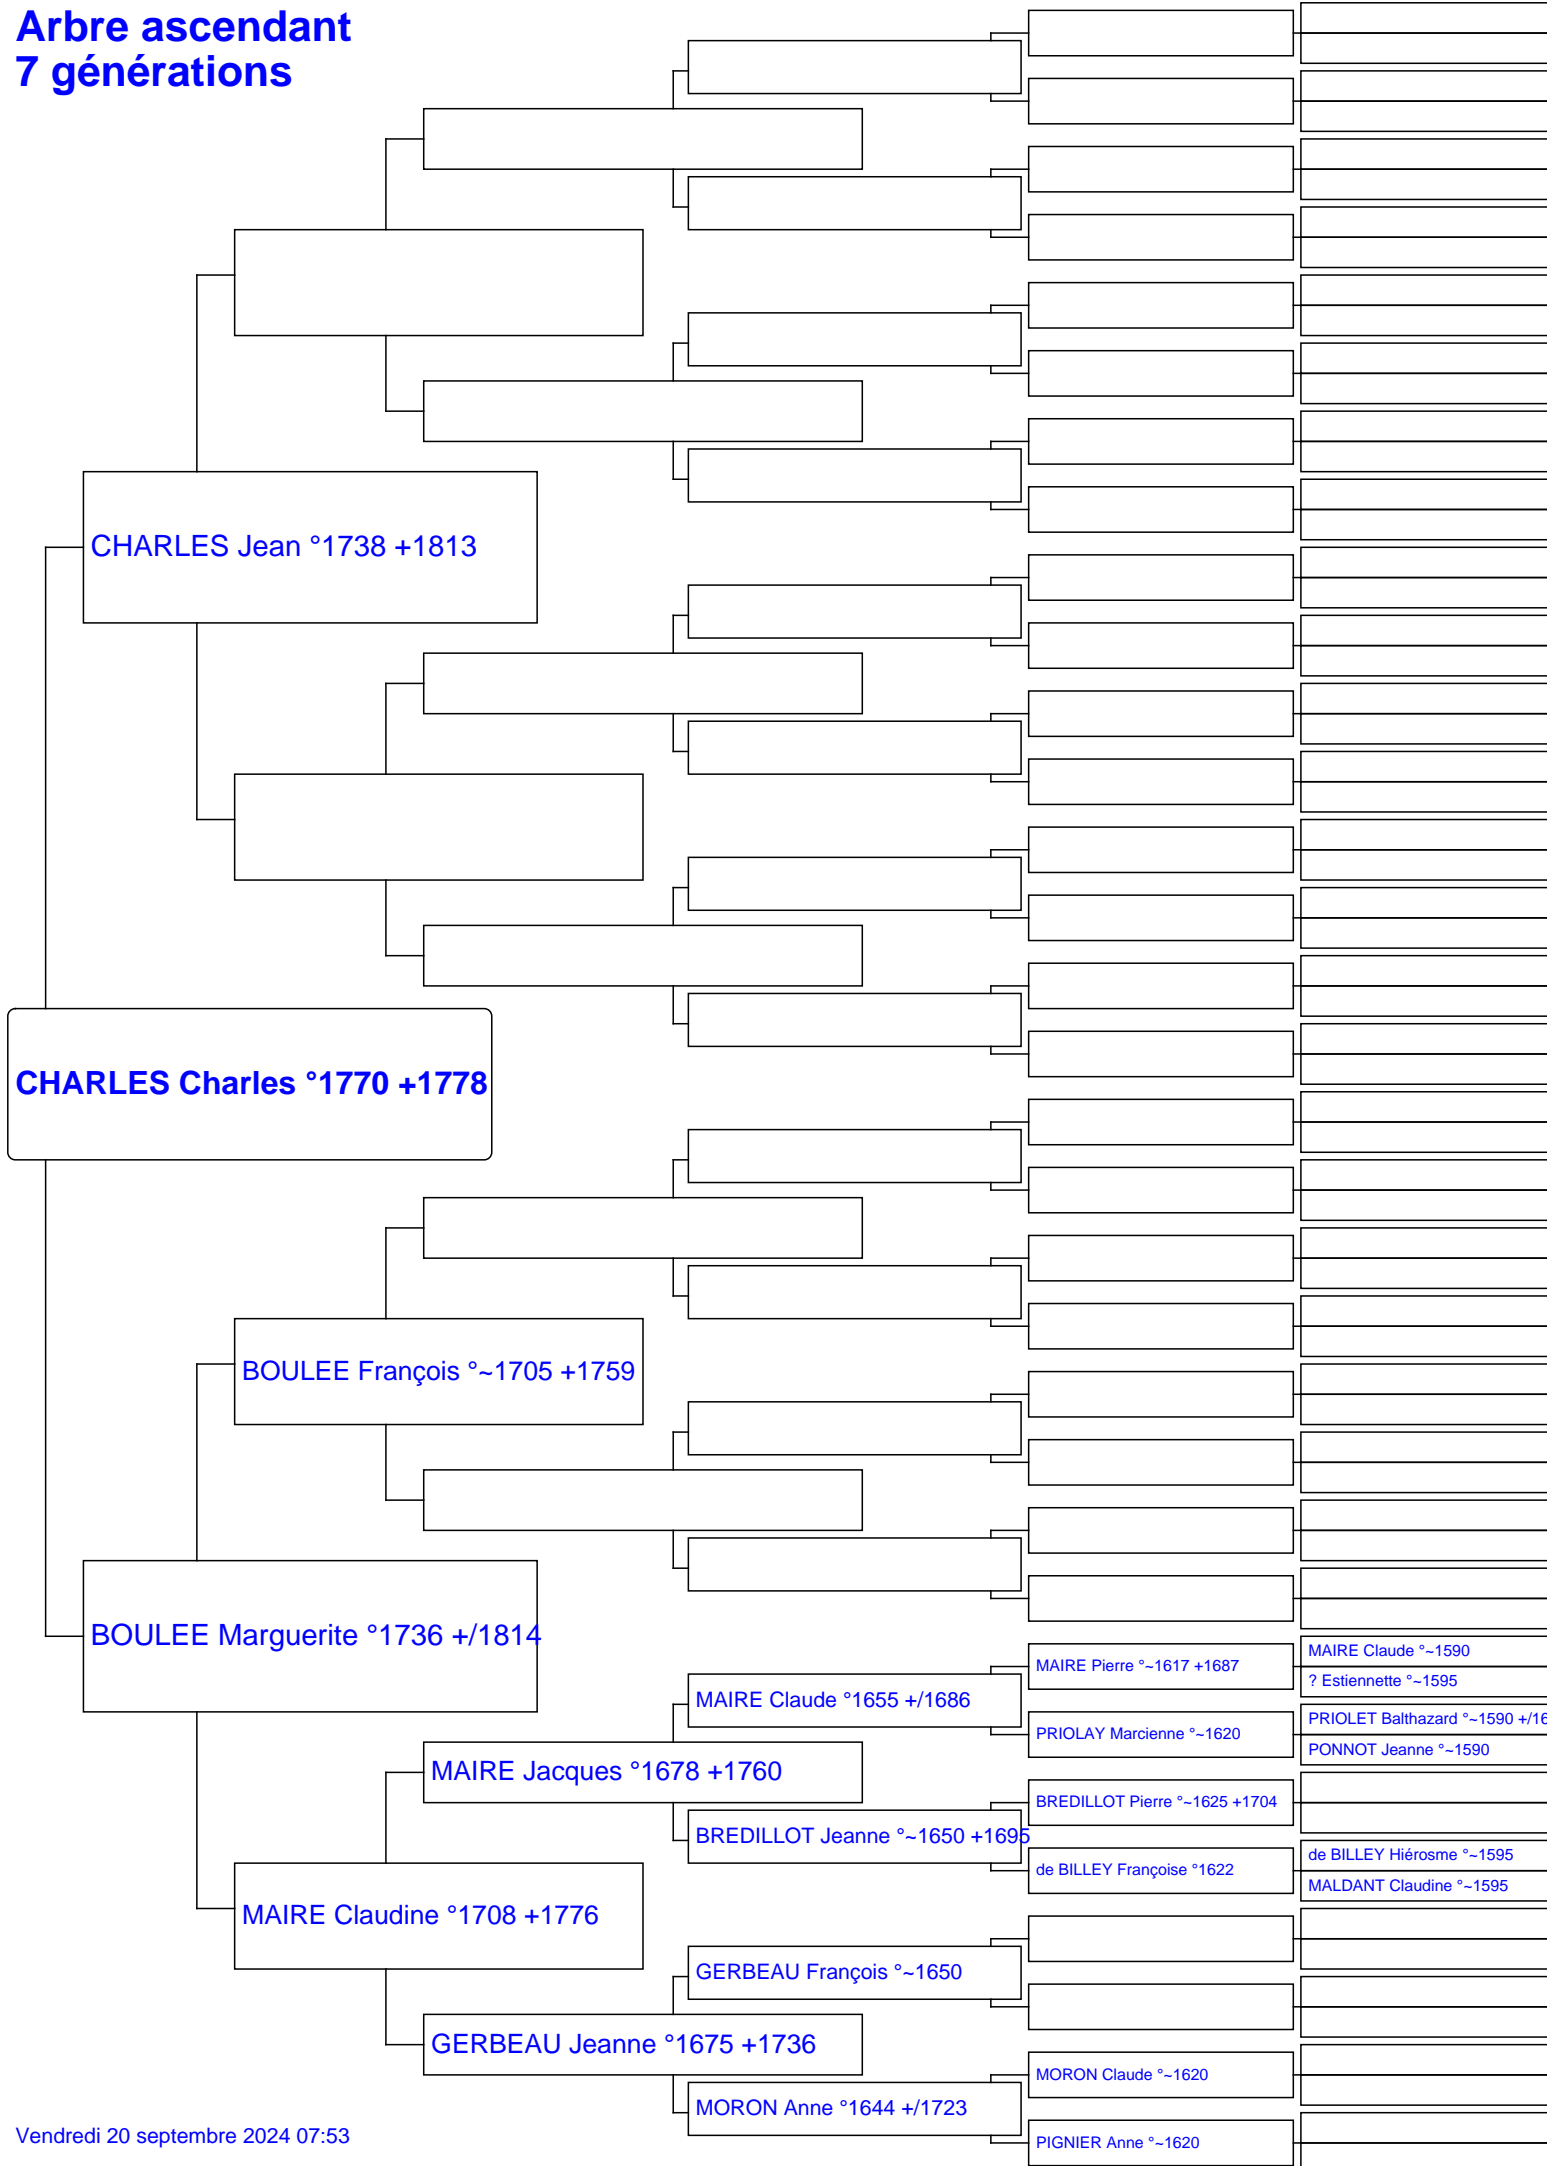 Arbre ascendant
7 générations
CHARLES Jean °1738 +1813
CHARLES Charles °1770 +1778
BOULEE François °~1705 +1759
BOULEE Marguerite °1736 +/1814
MAIRE Pierre °~1617 +1687
MAIRE Claude °~1590
? Estiennette °~1595
MAIRE Claude °1655 +/1686
PRIOLAY Marcienne °~1620
PRIOLET Balthazard °~1590 +/16
PONNOT Jeanne °~1590
MAIRE Jacques °1678 +1760
BREDILLOT Pierre °~1625 +1704
BREDILLOT Jeanne °~1650 +1695
de BILLEY Françoise °1622
de BILLEY Hiérosme °~1595
MALDANT Claudine °~1595
MAIRE Claudine °1708 +1776
GERBEAU François °~1650
GERBEAU Jeanne °1675 +1736
MORON Claude °~1620
MORON Anne °1644 +/1723
PIGNIER Anne °~1620
Vendredi 20 septembre 2024 07:53